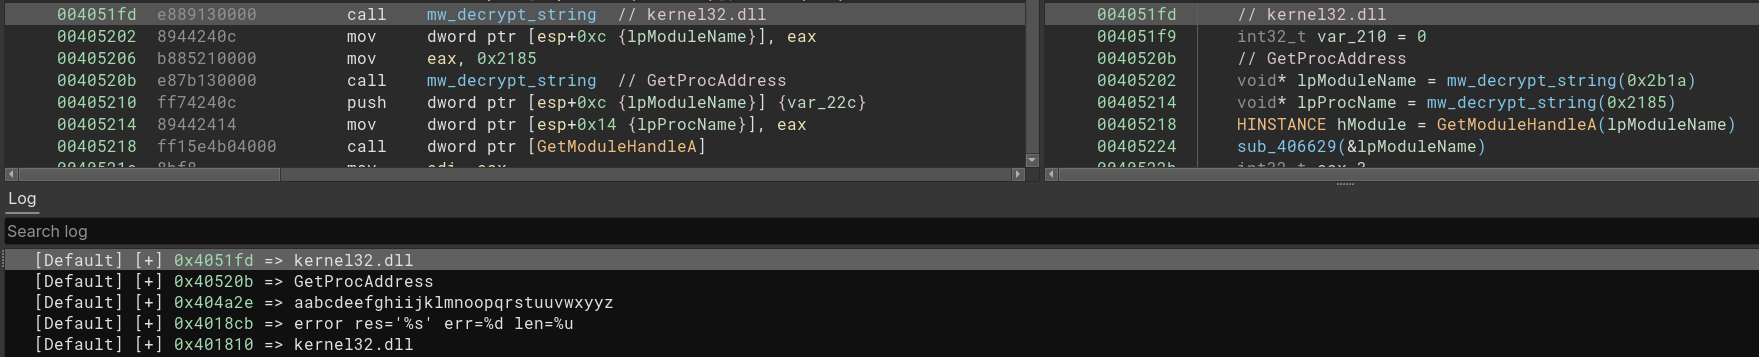 004051fd e889130000 call mw_decrypt_string // kernel32.dll
00405202 8944240c mov dword ptr [esp+0xc {lpModuleName}], eax
00405206 b885210000 mov eax, 0x2185
0040520b e87b130000 call mw_decrypt_string // GetProcAddress
00405210 ff74240c push dword ptr [esp+0xc {lpModuleName}] {var_22c}
00405214 89442414 mov dword ptr [esp+0x14 {lpProcName}], eax
00405218 ff15e4b04000 call dword ptr [GetModuleHandleA]
004051fd // kernel32.dll
004051f9 int32_t var_210 = 0
0040520b // GetProcAddress
00405202 void* lpModuleName = mw_decrypt_string(0x2b1a)
00405214 void* lpProcName = mw_decrypt_string(0x2185)
00405218 HINSTANCE hModule = GetModuleHandleA(lpModuleName)
00405224 sub_406629(&lpModuleName)
Log
Search log
[Default] [+] 0x4051fd => kernel32.dll
[Default] [+] 0x40520b => GetProcAddress
[Default] [+] 0x404a2e => aabcdeefghiijklmnoopqrstuuvwxyyz
[Default] [+] 0x4018cb => error res='%s' err=%d len=%u
[Default] [+] 0x401810 => kernel32.dll